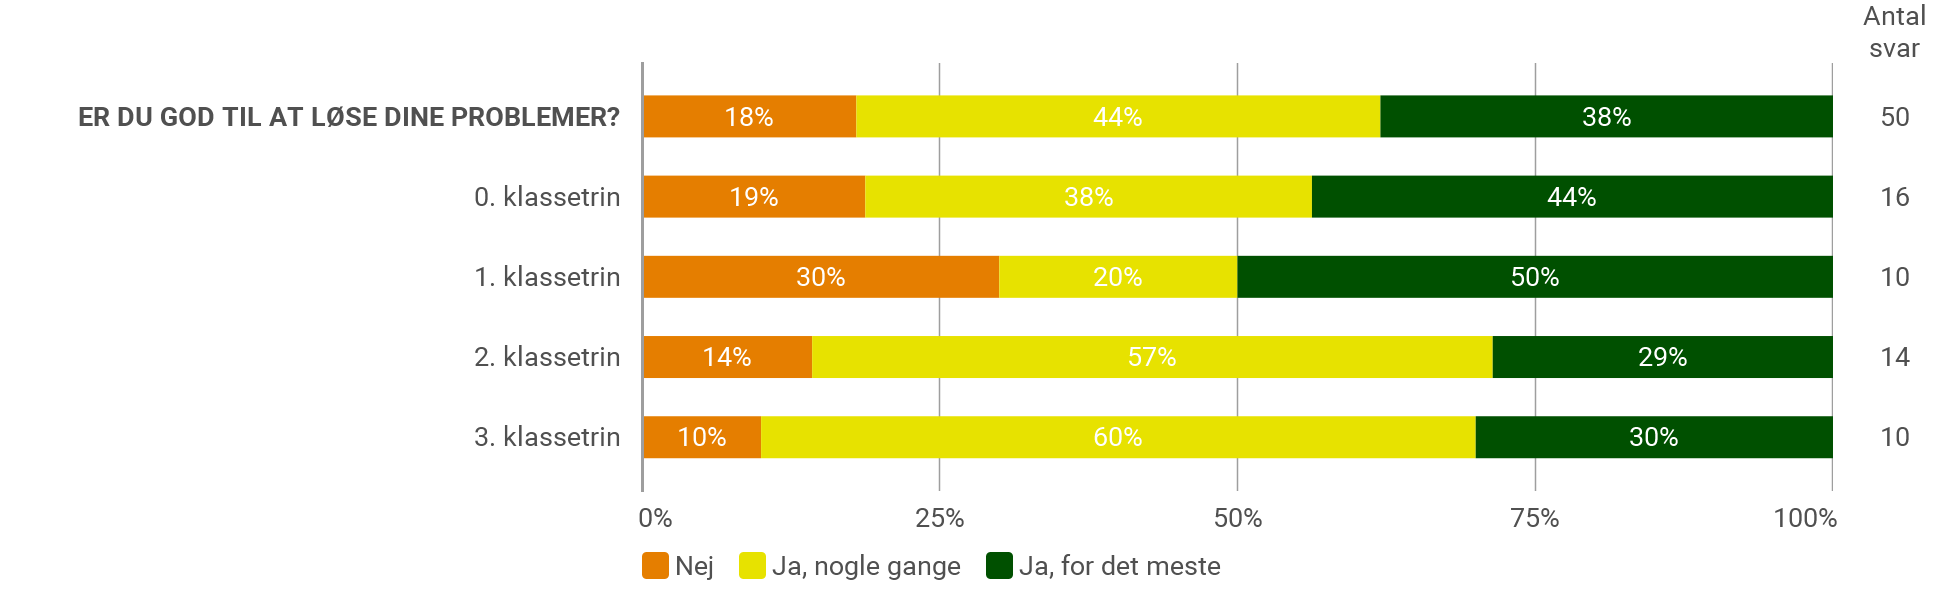 Antal
svar
ER DU GOD TIL AT LØSE DINE PROBLEMER? 18% 44% 38% 50
0. klassetrin 19% 38% 44% 16
1. klassetrin 30% 20% 50% 10
2. klassetrin 14% 57% 29% 14
3. klassetrin 10% 60% 30% 10
0% 25% 50% 75% 100%
Nej Ja, nogle gange Ja, for det meste